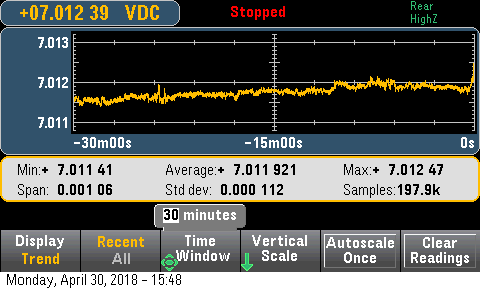 +07.012 39 VDC
Stopped
Rear
HighZ
7.013
7.012
7.011
-30m00s
-15m00s
0s
Min:+ 7.011 41
Average:+ 7.011 921
Max:+ 7.012 47
Span: 0.001 06
Std dev: 0.000 112
Samples:197.9k
30 minutes
Display
Trend
Recent
All
Time
Window
Vertical
Scale
Autoscale
Once
Clear
Readings
Monday, April 30, 2018 - 15:48